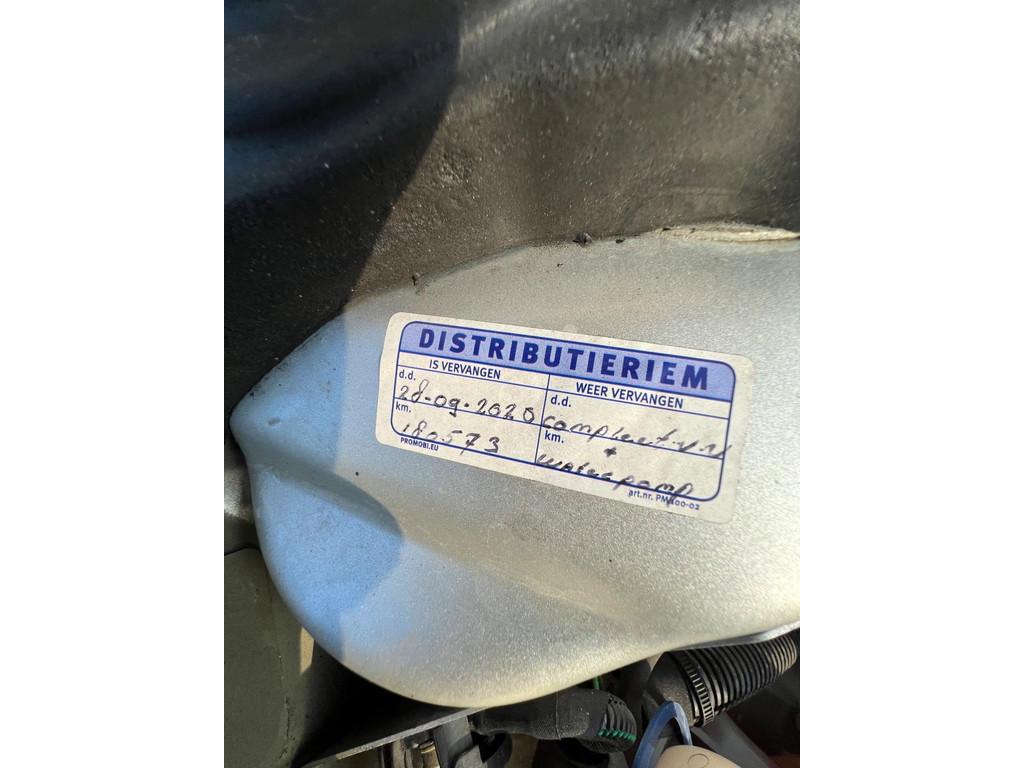 DISTRIBUTIERIEM
IS VERVANGEN
WEER VERVANGEN
d.d.
28-09-2020
d.d.
compleet.v.v
km.
180573
km.
+
waterpomp
PROMOBI.EU
art.nr. PM400-02